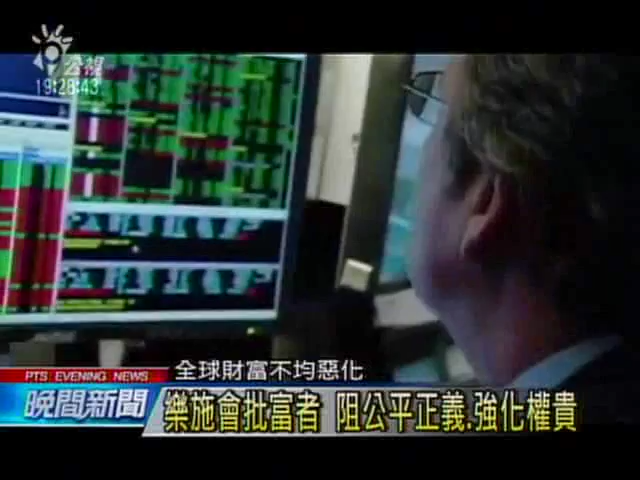 公視
19:28:43
全球財富不均惡化
PTS EVENING NEWS
晚間新聞
樂施會批富者 阻公平正義.強化權貴